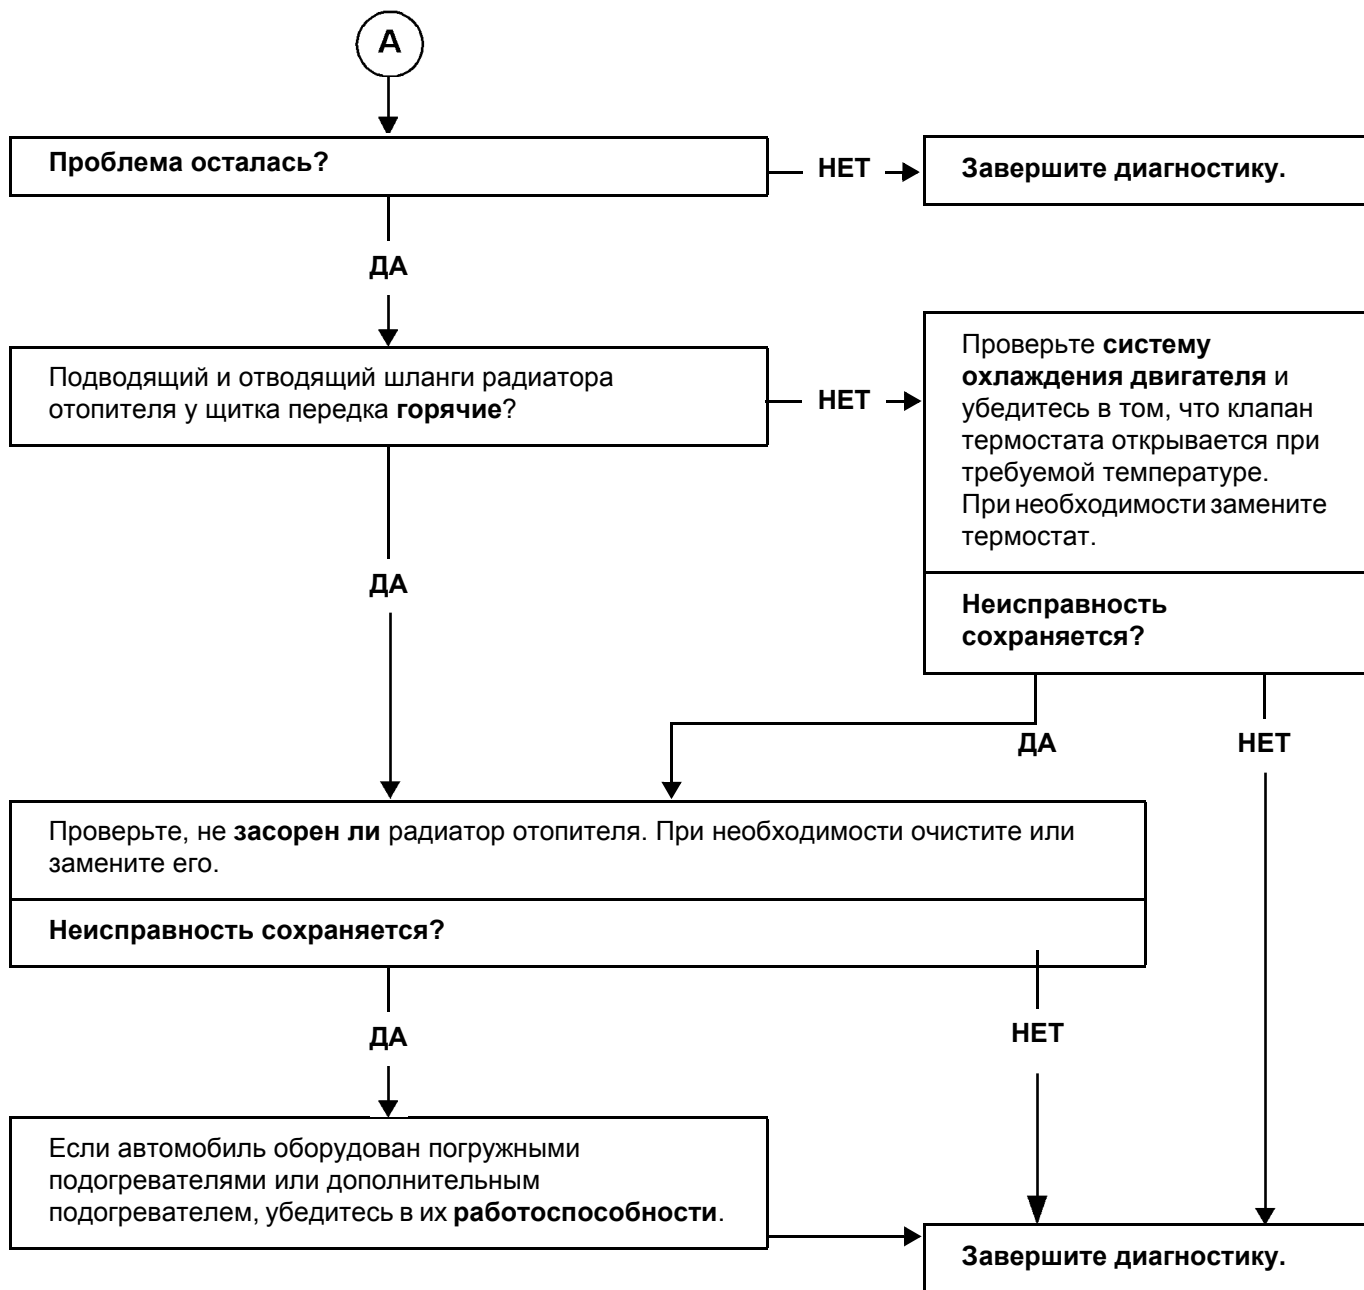 А
Проблема осталась?
НЕТ
Завершите диагностику.
ДА
Подводящий и отводящий шланги радиатора
отопителя у щитка передка горячие?
НЕТ
Проверьте систему
охлаждения двигателя и
убедитесь в том, что клапан
термостата открывается при
требуемой температуре.
При необходимости замените
термостат.
ДА
Неисправность
сохраняется?
ДА
НЕТ
Проверьте, не засорен ли радиатор отопителя. При необходимости очистите или
замените его.
Неисправность сохраняется?
ДА
НЕТ
Если автомобиль оборудован погружными
подогревателями или дополнительным
подогревателем, убедитесь в их работоспособности.
Завершите диагностику.